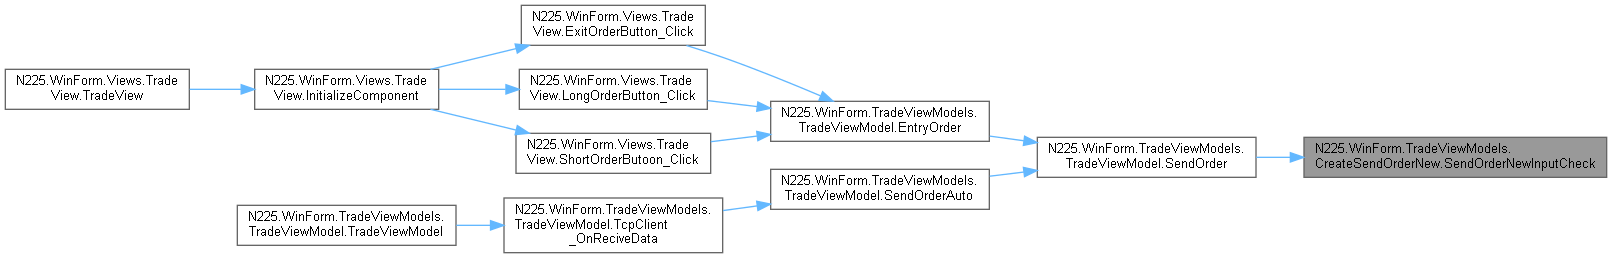 N225.WinForm.Views.Trade
View.ExitOrderButton_Click
N225.WinForm.Views.Trade
View.TradeView
N225.WinForm.Views.Trade
View.InitializeComponent
N225.WinForm.Views.Trade
View.LongOrderButton_Click
N225.WinForm.TradeViewModels.
TradeViewModel.EntryOrder
N225.WinForm.Views.Trade
View.ShortOrderButoon_Click
N225.WinForm.TradeViewModels.
TradeViewModel.SendOrder
N225.WinForm.TradeViewModels.
CreateSendOrderNew.SendOrderNewInputCheck
N225.WinForm.TradeViewModels.
TradeViewModel.SendOrderAuto
N225.WinForm.TradeViewModels.
TradeViewModel.TradeViewModel
N225.WinForm.TradeViewModels.
TradeViewModel.TcpClient
_OnReciveData